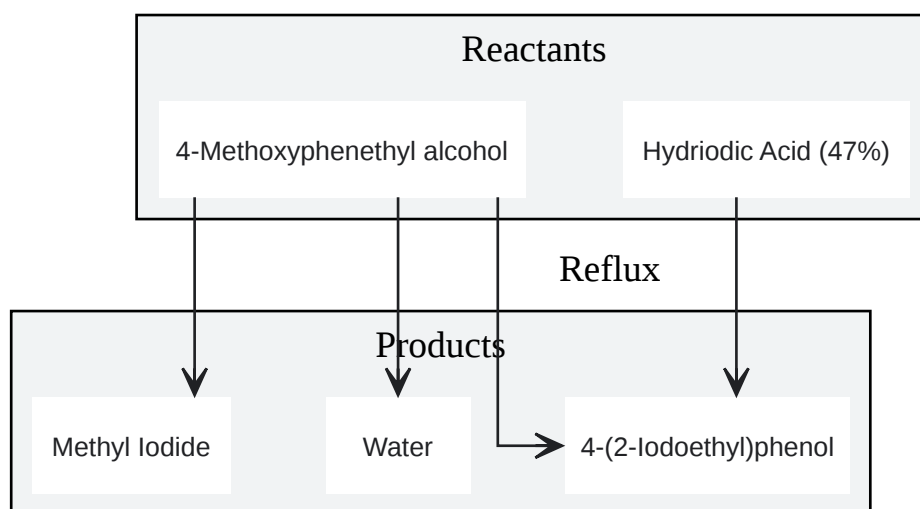 Reactants
4-Methoxyphenethyl alcohol
Hydriodic Acid (47%)
Reflux
Products
Methyl Iodide
Water
4-(2-Iodoethyl)phenol